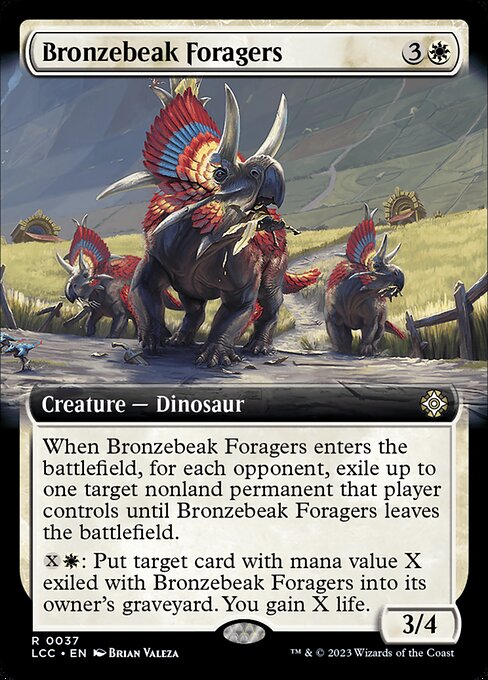 Bronzebeak Foragers 3
Creature — Dinosaur
When Bronzebeak Foragers enters the
battlefield, for each opponent, exile up to
one target nonland permanent that player
controls until Bronzebeak Foragers leaves
the battlefield.
X: Put target card with mana value X
exiled with Bronzebeak Foragers into its
owner's graveyard. You gain X life.
3/4
R 0037
LCC • EN Brian Valeza
™ & © 2023 Wizards of the Coast